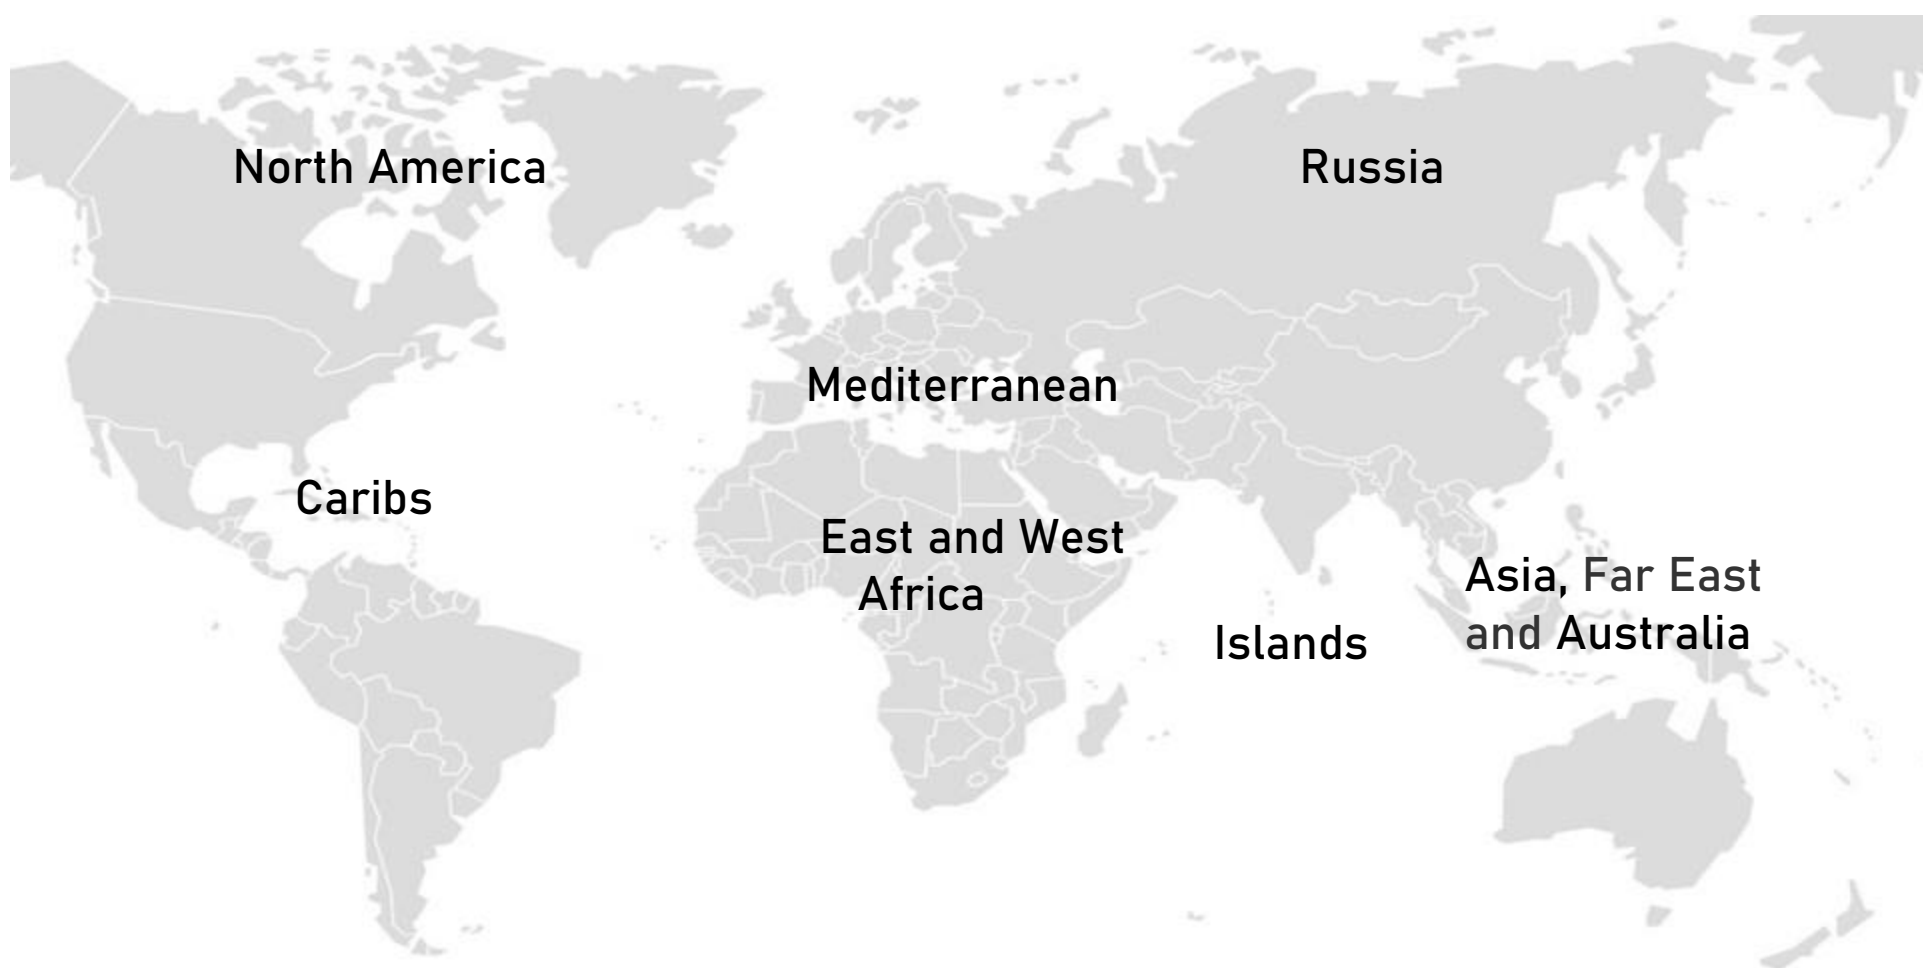 North America
Russia
Mediterranean
Caribs
East and West
Africa
Asia, Far East
and Australia
Islands